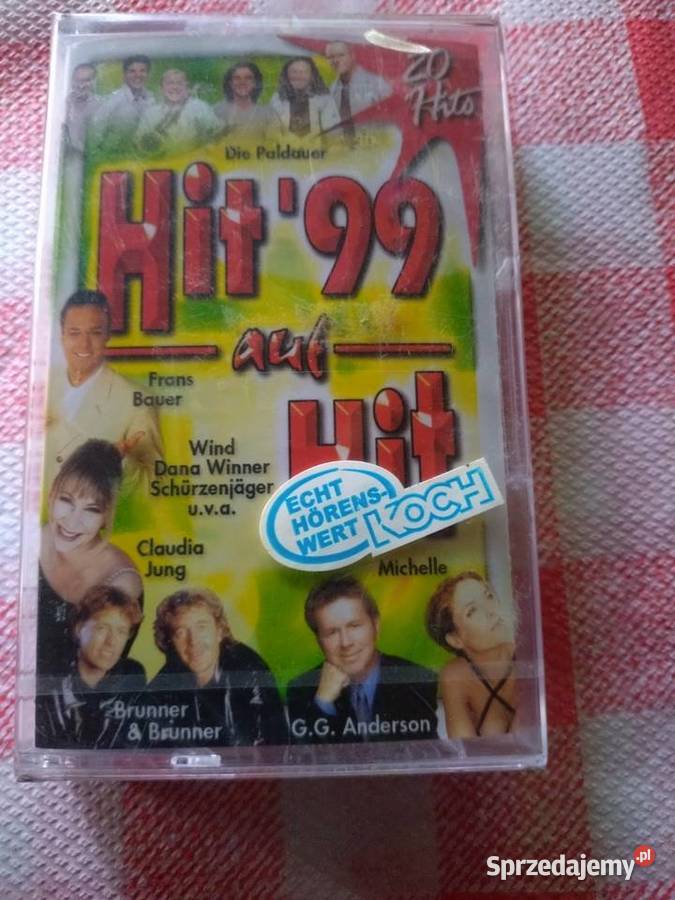 20
Hits
Die Paldauer
Hit '99
auf
Hit
Frans
Bauer
Wind
Dana Winner
Schürzenjäger
u.v.a.
ECHT
HÖRENS-
WERT
KOCH
Claudia
Jung
Michelle
Brunner
& Brunner
G.G. Anderson
Sprzedajemy.pl